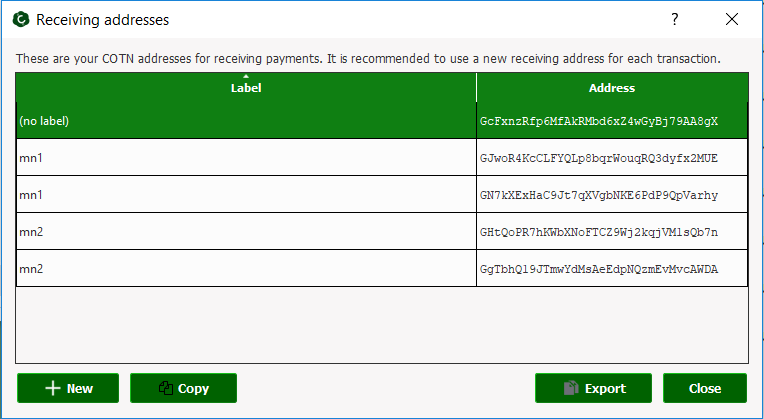 Receiving addresses
?
These are your COTN addresses for receiving payments. It is recommended to use a new receiving address for each transaction.
Label Address
(no label) GcFxnzRfp6MfAkRMbd6xZ4wGyBj79AA8gX
mn1 GJwoR4KcCLFYQLp8bqrWouqRQ3dyfx2MUE
mn1 GN7kXExHaC9Jt7qXVgbNKE6PdP9QpVarhy
mn2 GHtQoPR7hKWbXNoFTCZ9Wj2kqjVM1sQb7n
mn2 GgTbhQ19JTmwYdMsAeEdpNQzmEvMvcAWDA
New Copy Export Close